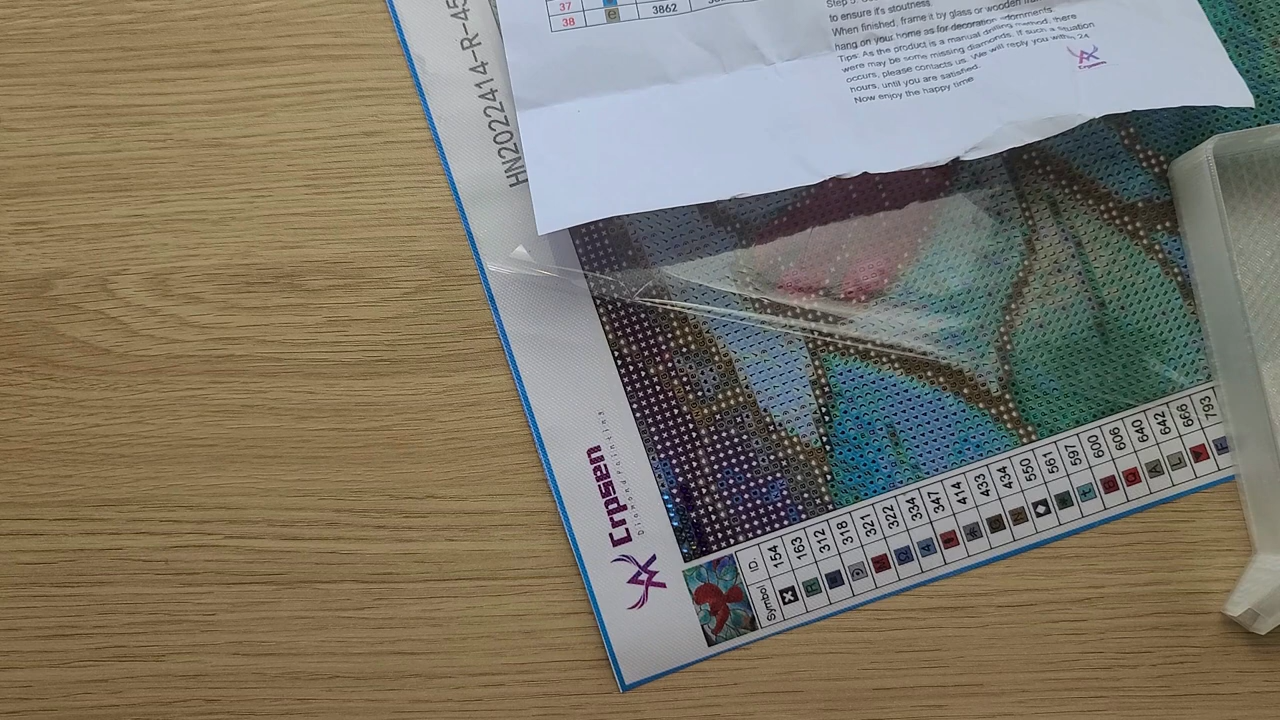 37
38 e 3862
Step 5:
to ensure it's stoutness.
When finished, frame it by glass or wooden
hang on your home as for decoration adornments.
Tips: As the product is a manual drilling method, there
were may be some missing diamonds. If such a situation
occurs, please contact us. We will reply you within 24
hours, until you are satisfied.
Now enjoy the happy time
HN2022414-R-45
Crpsen
Diamond Painting
Symbol ID
154
163
312
318
321
322
334
347
414
433
434
550
561
597
600
606
640
642
666
793